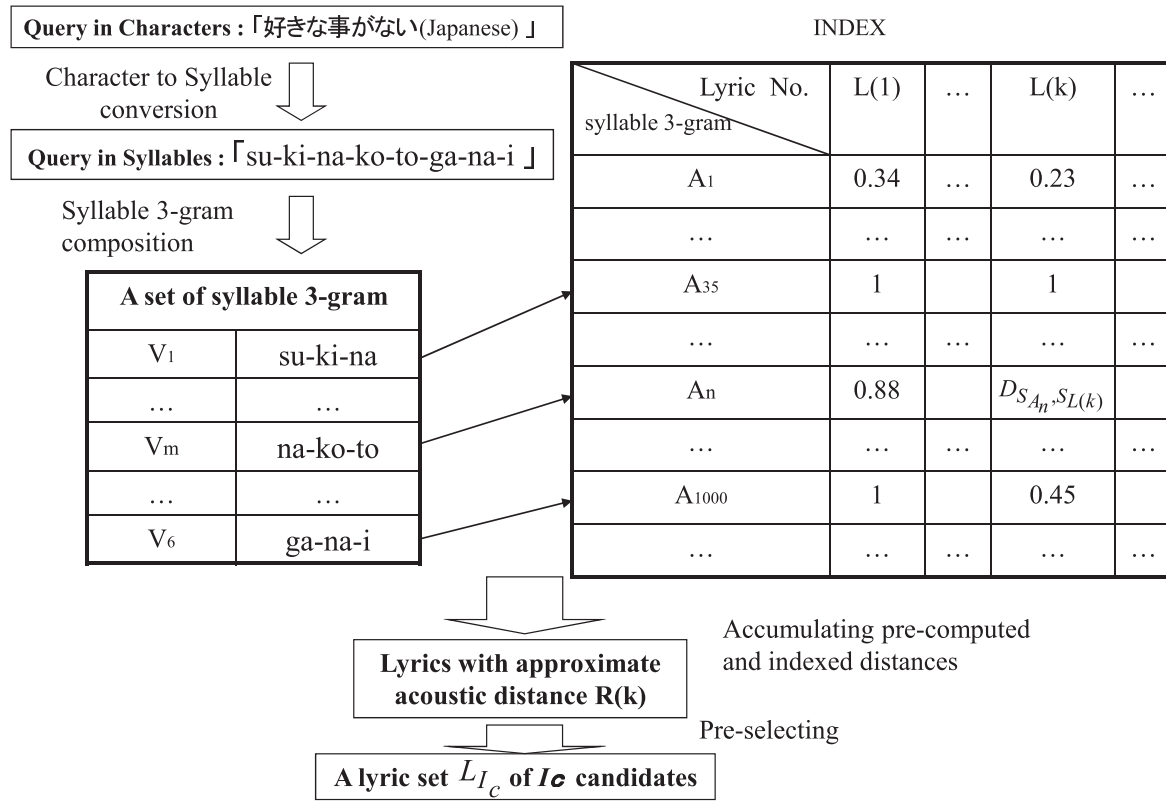 Query in Characters : 「好きな事がない(Japanese) 」
Character to Syllable
conversion
Query in Syllables : 「su-ki-na-ko-to-ga-na-i 」
Syllable 3-gram
composition
A set of syllable 3-gram
V1 su-ki-na
… …
Vm na-ko-to
… …
V6 ga-na-i
INDEX
Lyric No. L(1) … L(k) …
syllable 3-gram
A1 0.34 … 0.23 …
… … … … …
A35 1 1
… … … … …
An 0.88 D_{S_{A_n},S_{L(k)}}
… … … … …
A1000 1 0.45
… … … … …
Accumulating pre-computed
and indexed distances
Lyrics with approximate
acoustic distance R(k)
Pre-selecting
A lyric set L_{I_c} of Ic candidates